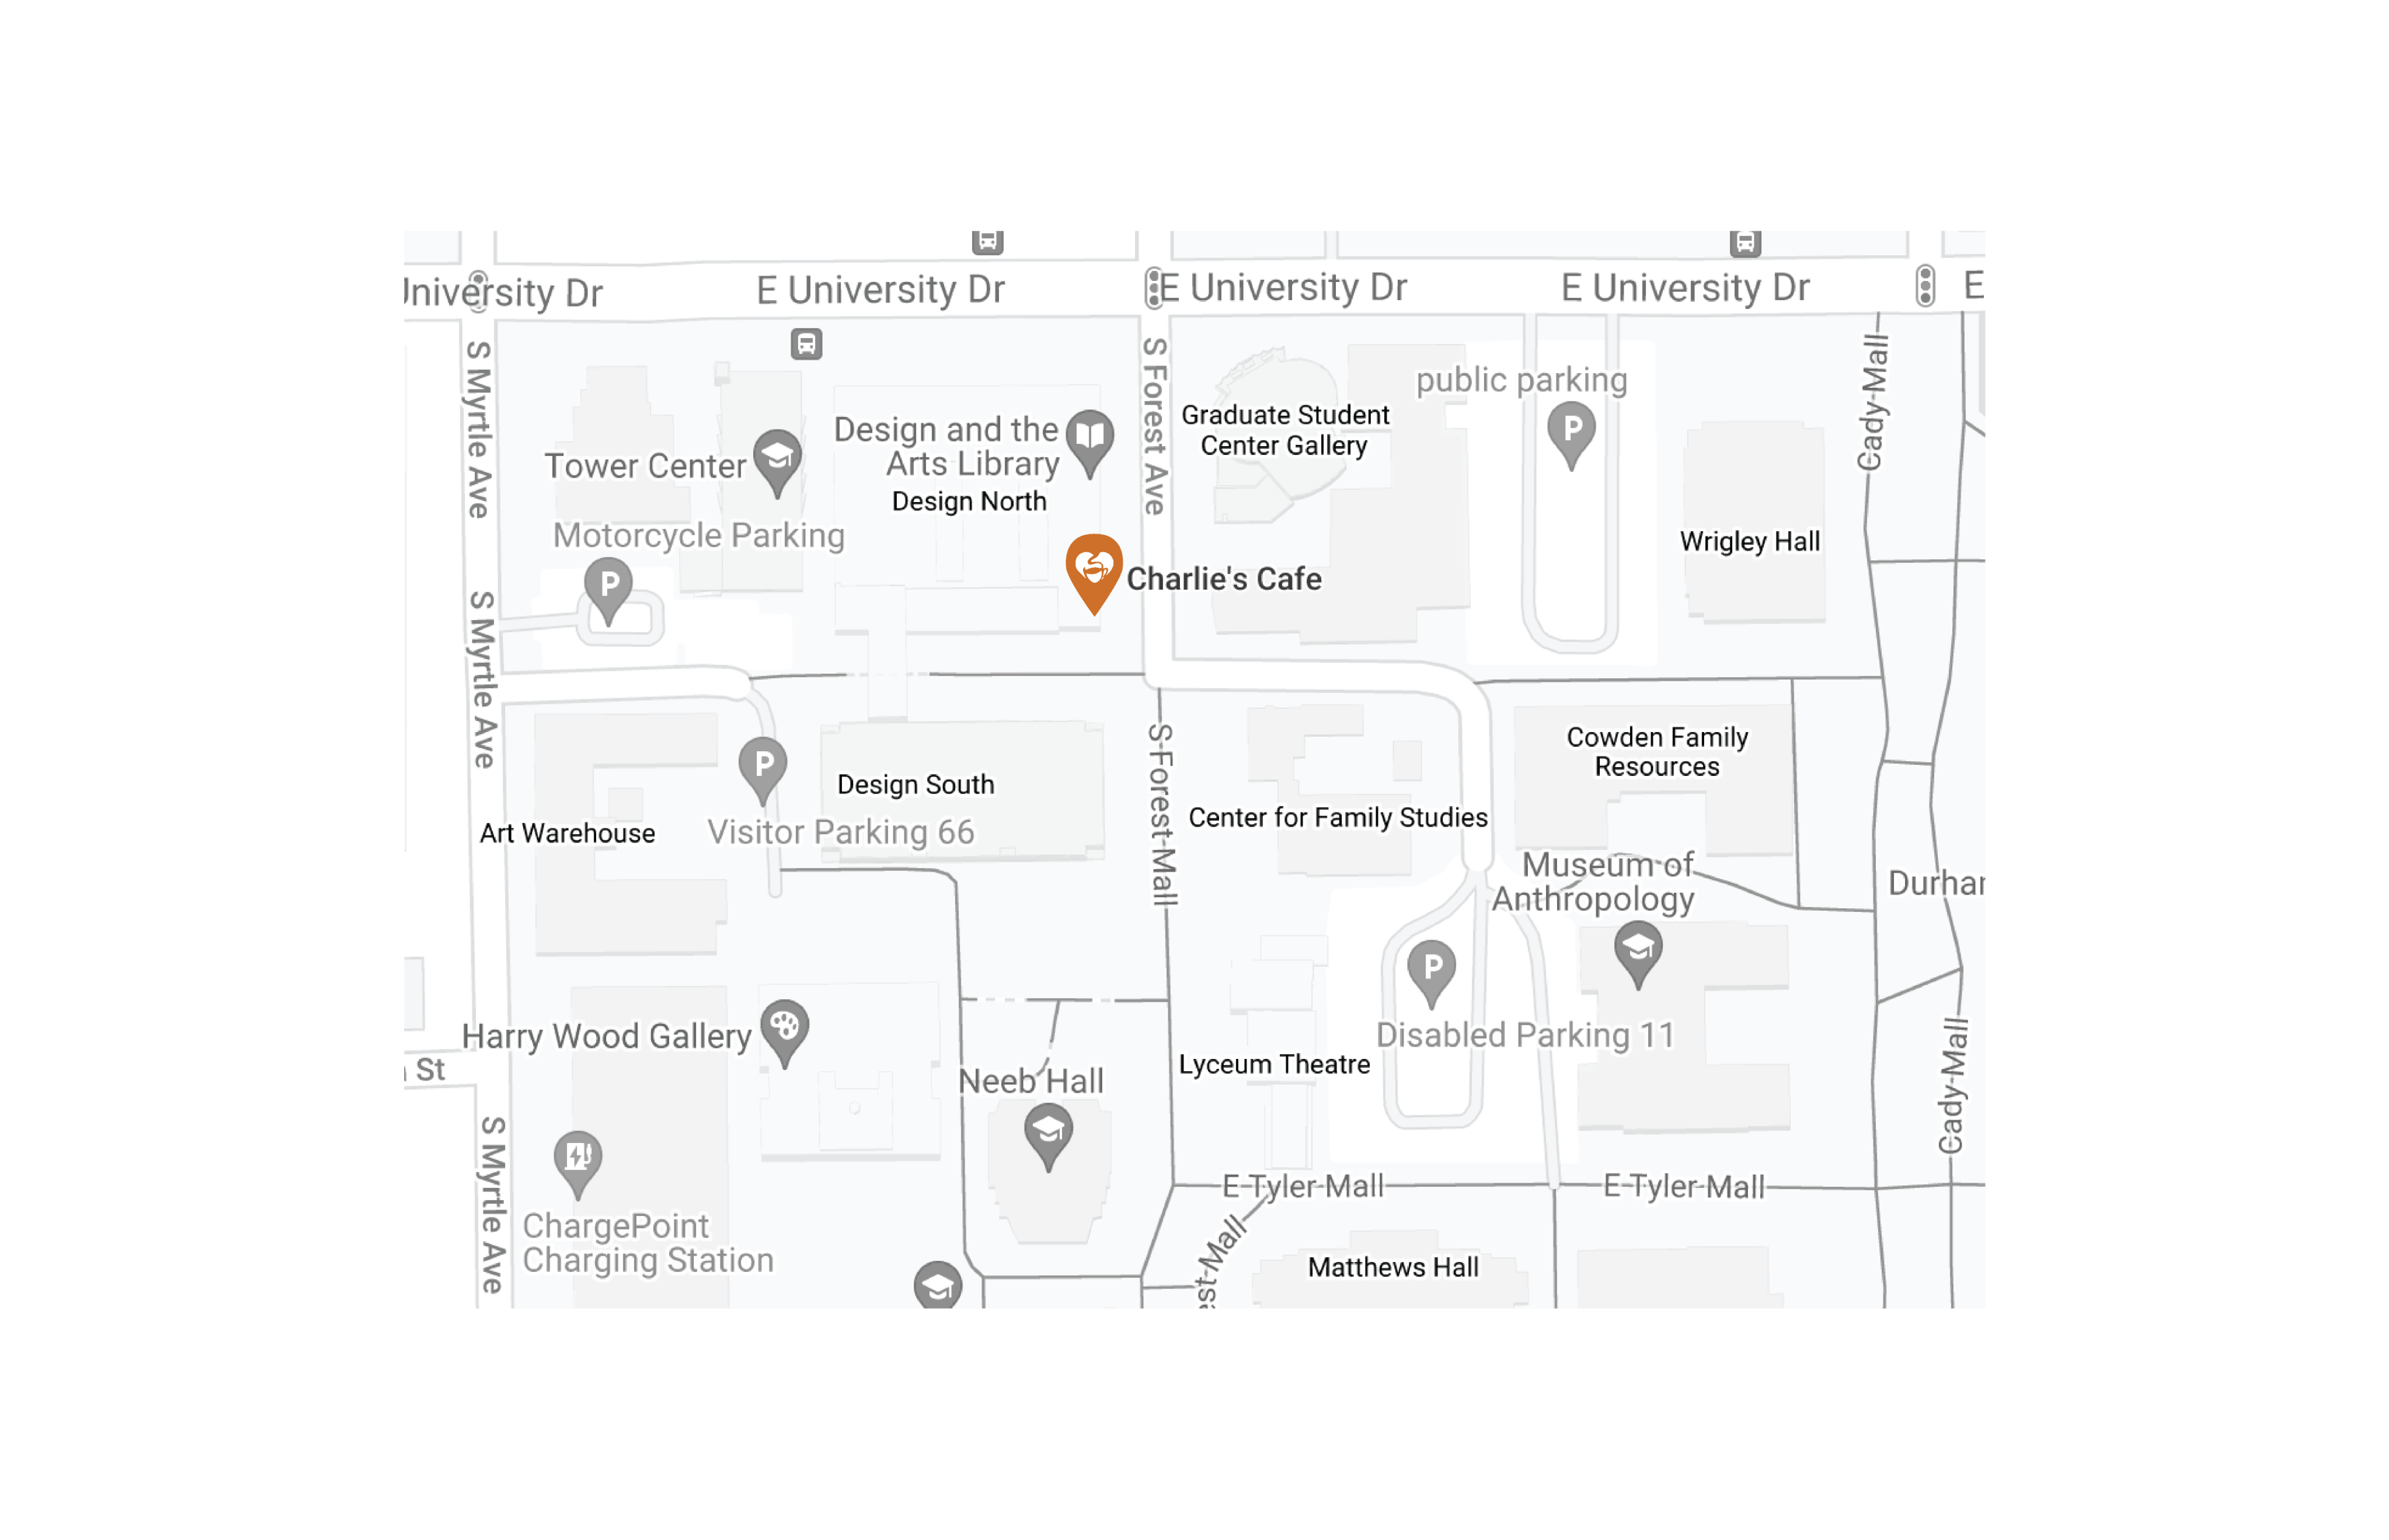 University Dr
E University Dr
E University Dr
E University Dr
E
S Myrtle Ave
S Forest Ave
Cady Mall
public parking
P
Graduate Student
Center Gallery
Design and the
Arts Library
Tower Center
Design North
Motorcycle Parking
P
Wrigley Hall
Charlie's Cafe
S Myrtle Ave
S Forest Mall
Cowden Family
Resources
P
Design South
Center for Family Studies
Art Warehouse
Visitor Parking 66
Museum of
Anthropology
Durhar
P
Harry Wood Gallery
Disabled Parking 11
St
Lyceum Theatre
Neeb Hall
Cady Mall
S Myrtle Ave
E Tyler Mall
E Tyler Mall
ChargePoint
Charging Station
est Mall
Matthews Hall